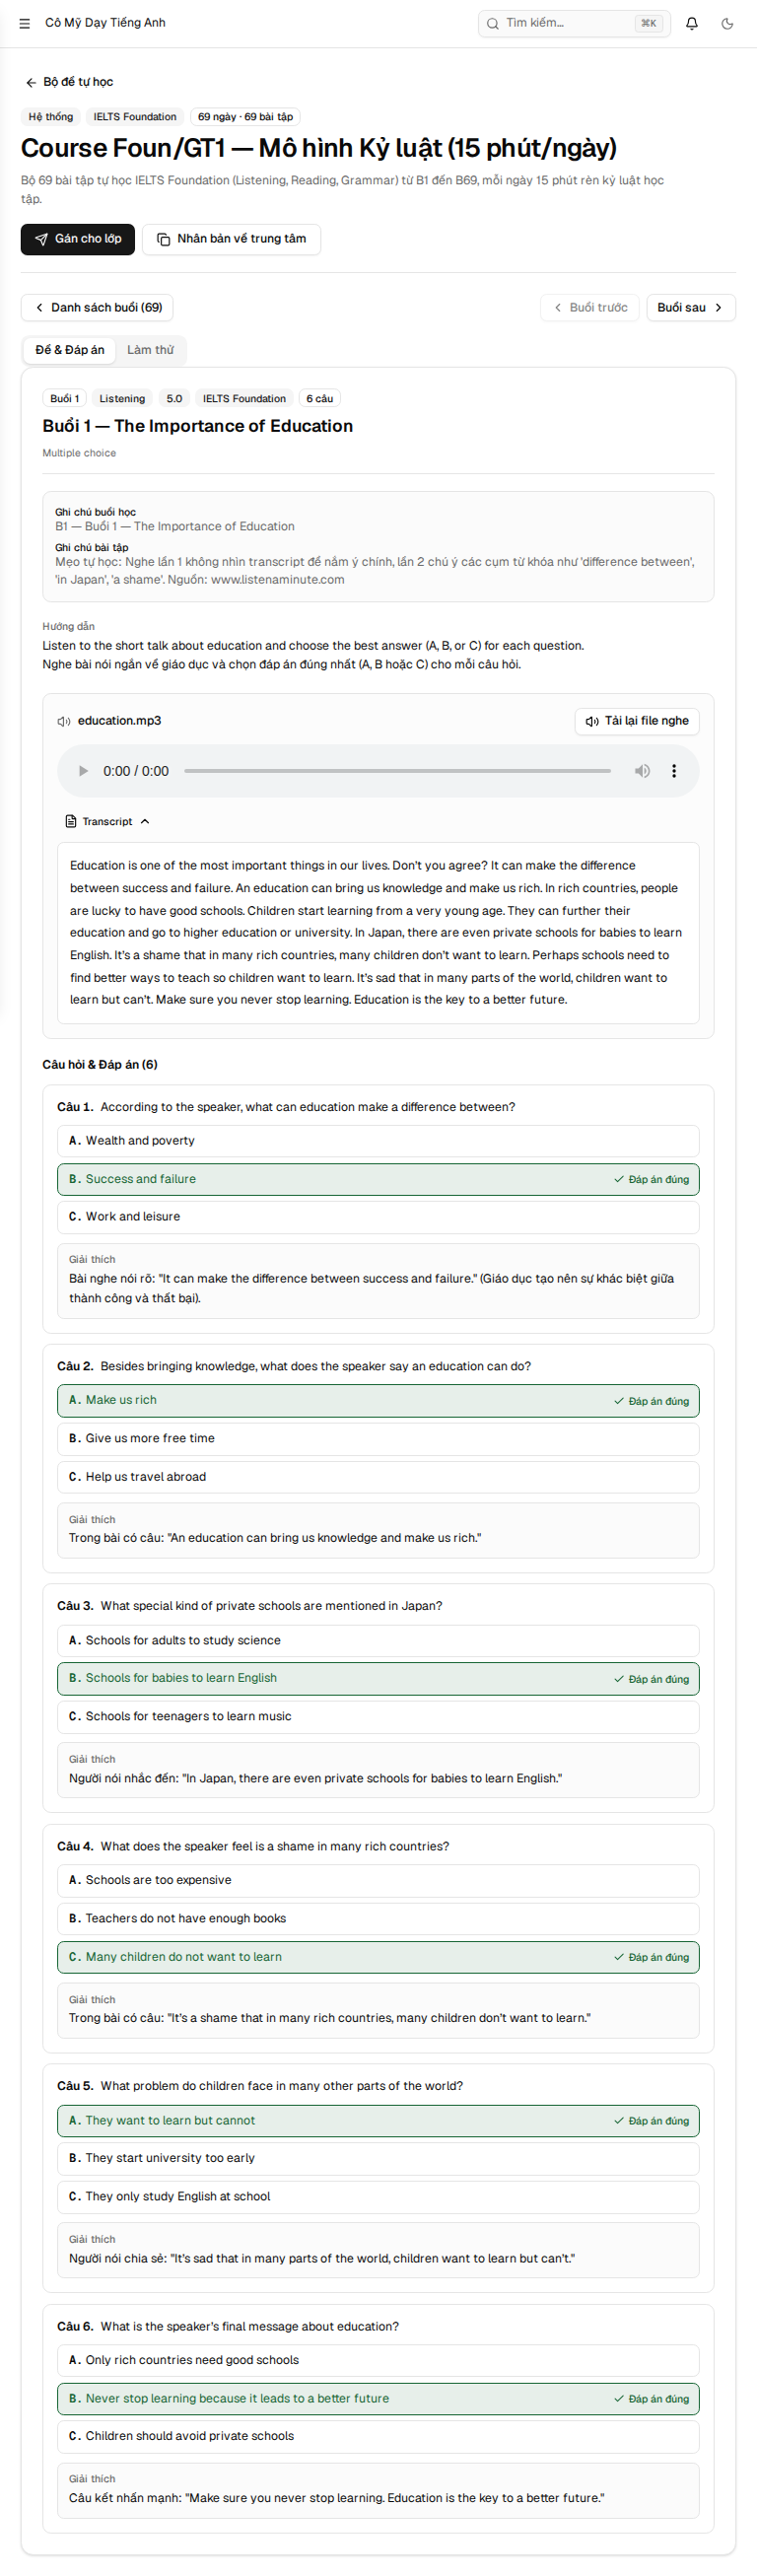 Cô Mỹ Dạy Tiếng Anh
Tìm kiếm...
⌘K
Bộ đề tự học
Hệ thống
IELTS Foundation
69 ngày · 69 bài tập
Course Foun/GT1 — Mô hình Kỷ luật (15 phút/ngày)
Bộ 69 bài tập tự học IELTS Foundation (Listening, Reading, Grammar) từ B1 đến B69, mỗi ngày 15 phút rèn kỷ luật học
tập.
Gán cho lớp
Nhân bản về trung tâm
Danh sách buổi (69)
Buổi trước
Buổi sau
Đề & Đáp án
Làm thử
Buổi 1
Listening
5.0
IELTS Foundation
6 câu
Buổi 1 — The Importance of Education
Multiple choice
Ghi chú buổi học
B1 — Buổi 1 — The Importance of Education
Ghi chú bài tập
Mẹo tự học: Nghe lần 1 không nhìn transcript để nắm ý chính, lần 2 chú ý các cụm từ khóa như 'difference between',
'in Japan', 'a shame'. Nguồn: www.listenaminute.com
Hướng dẫn
Listen to the short talk about education and choose the best answer (A, B, or C) for each question.
Nghe bài nói ngắn về giáo dục và chọn đáp án đúng nhất (A, B hoặc C) cho mỗi câu hỏi.
education.mp3
Tải lại file nghe
0:00 / 0:00
Transcript
Education is one of the most important things in our lives. Don't you agree? It can make the difference
between success and failure. An education can bring us knowledge and make us rich. In rich countries, people
are lucky to have good schools. Children start learning from a very young age. They can further their
education and go to higher education or university. In Japan, there are even private schools for babies to learn
English. It's a shame that in many rich countries, many children don't want to learn. Perhaps schools need to
find better ways to teach so children want to learn. It's sad that in many parts of the world, children want to
learn but can't. Make sure you never stop learning. Education is the key to a better future.
Câu hỏi & Đáp án (6)
Câu 1. According to the speaker, what can education make a difference between?
A. Wealth and poverty
B. Success and failure
Đáp án đúng
C. Work and leisure
Giải thích
Bài nghe nói rõ: "It can make the difference between success and failure." (Giáo dục tạo nên sự khác biệt giữa
thành công và thất bại).
Câu 2. Besides bringing knowledge, what does the speaker say an education can do?
A. Make us rich
Đáp án đúng
B. Give us more free time
C. Help us travel abroad
Giải thích
Trong bài có câu: "An education can bring us knowledge and make us rich."
Câu 3. What special kind of private schools are mentioned in Japan?
A. Schools for adults to study science
B. Schools for babies to learn English
Đáp án đúng
C. Schools for teenagers to learn music
Giải thích
Người nói nhắc đến: "In Japan, there are even private schools for babies to learn English."
Câu 4. What does the speaker feel is a shame in many rich countries?
A. Schools are too expensive
B. Teachers do not have enough books
C. Many children do not want to learn
Đáp án đúng
Giải thích
Trong bài có câu: "It's a shame that in many rich countries, many children don't want to learn."
Câu 5. What problem do children face in many other parts of the world?
A. They want to learn but cannot
Đáp án đúng
B. They start university too early
C. They only study English at school
Giải thích
Người nói chia sẻ: "It's sad that in many parts of the world, children want to learn but can't."
Câu 6. What is the speaker's final message about education?
A. Only rich countries need good schools
B. Never stop learning because it leads to a better future
Đáp án đúng
C. Children should avoid private schools
Giải thích
Câu kết nhấn mạnh: "Make sure you never stop learning. Education is the key to a better future."